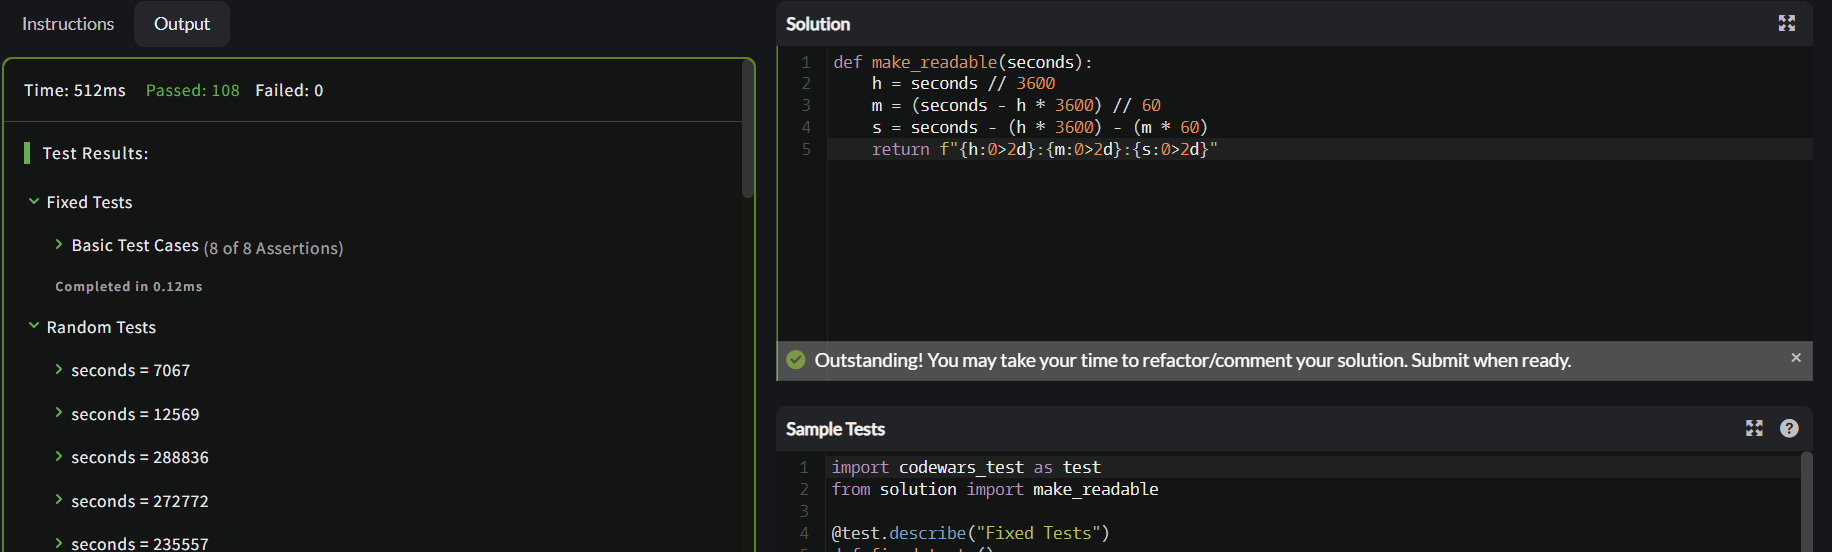 Instructions
Output
Time: 512ms Passed: 108 Failed: 0
Test Results:
Fixed Tests
Basic Test Cases (8 of 8 Assertions)
Completed in 0.12ms
Random Tests
seconds = 7067
seconds = 12569
seconds = 288836
seconds = 272772
seconds = 235557
Solution
1 def make_readable(seconds):
2     h = seconds // 3600
3     m = (seconds - h * 3600) // 60
4     s = seconds - (h * 3600) - (m * 60)
5     return f"{h:0>2d}:{m:0>2d}:{s:0>2d}"
Outstanding! You may take your time to refactor/comment your solution. Submit when ready.
Sample Tests
1 import codewars_test as test
2 from solution import make_readable
3
4 @test.describe("Fixed Tests")